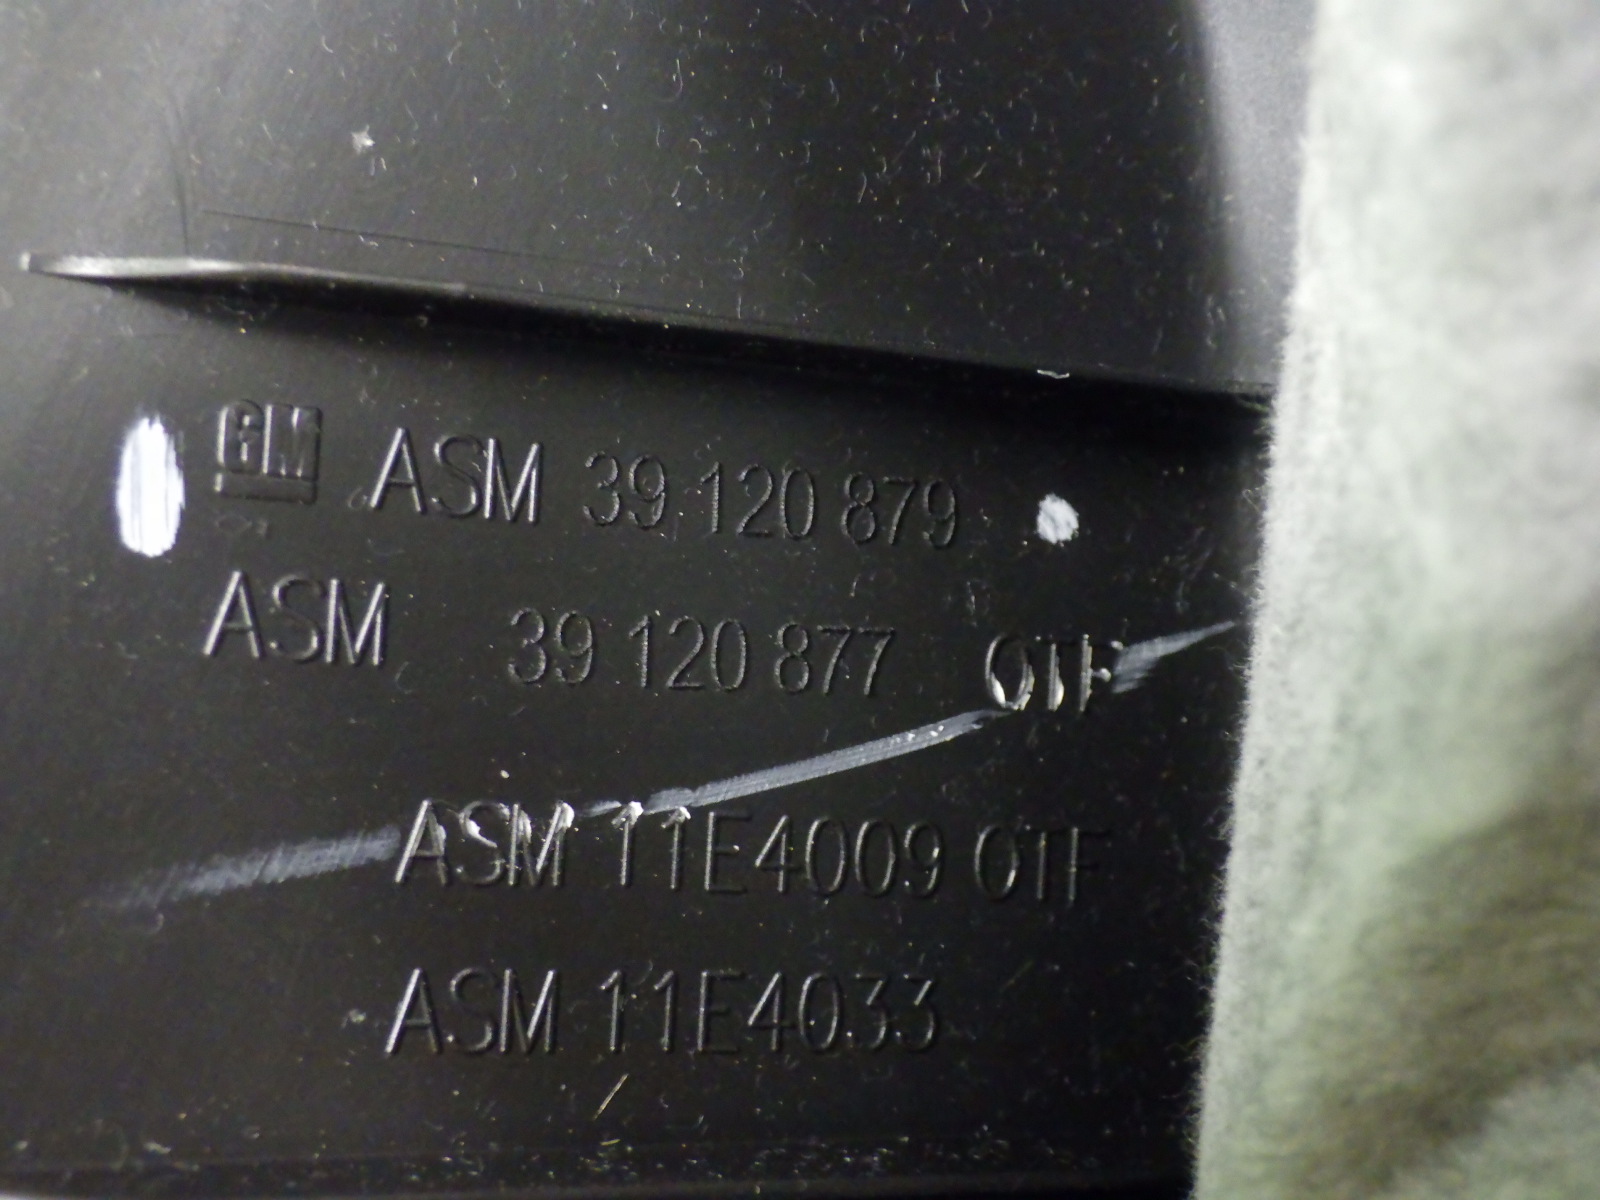 GM ASM 39 120 879
ASM 39 120 877 OTF
ASM 11E4009 OTF
ASM 11E4033